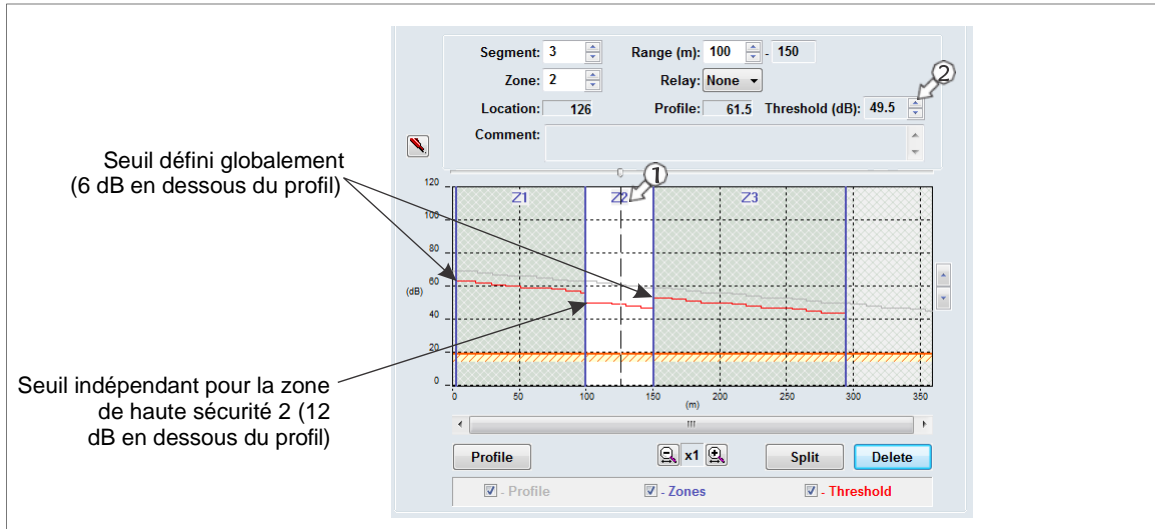 Segment: 3 Range (m): 100 - 150
Zone: 2 Relay: None
Location: 126 Profile: 61.5 Threshold (dB): 49.5
Comment:
2
Seuil défini globalement
(6 dB en dessous du profil)
1
Z1 Z2 Z3
120
100
80
60
(dB)
40
20
0
0 50 100 150 200 250 300 350
(m)
Seuil indépendant pour la zone
de haute sécurité 2 (12
dB en dessous du profil)
Profile x1 Split Delete
- Profile - Zones - Threshold